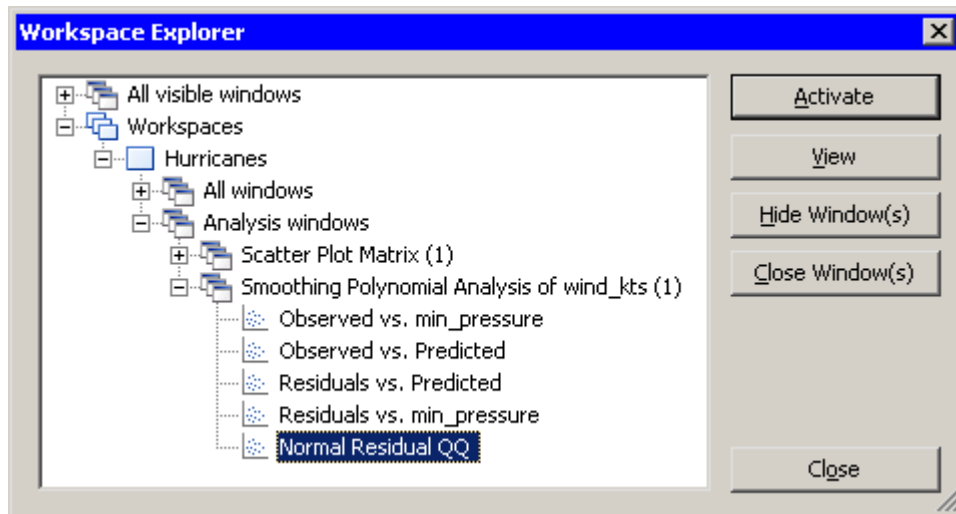 Workspace Explorer
All visible windows
Workspaces
Hurricanes
All windows
Analysis windows
Scatter Plot Matrix (1)
Smoothing Polynomial Analysis of wind_kts (1)
Observed vs. min_pressure
Observed vs. Predicted
Residuals vs. Predicted
Residuals vs. min_pressure
Normal Residual QQ
Activate
View
Hide Window(s)
Close Window(s)
Close